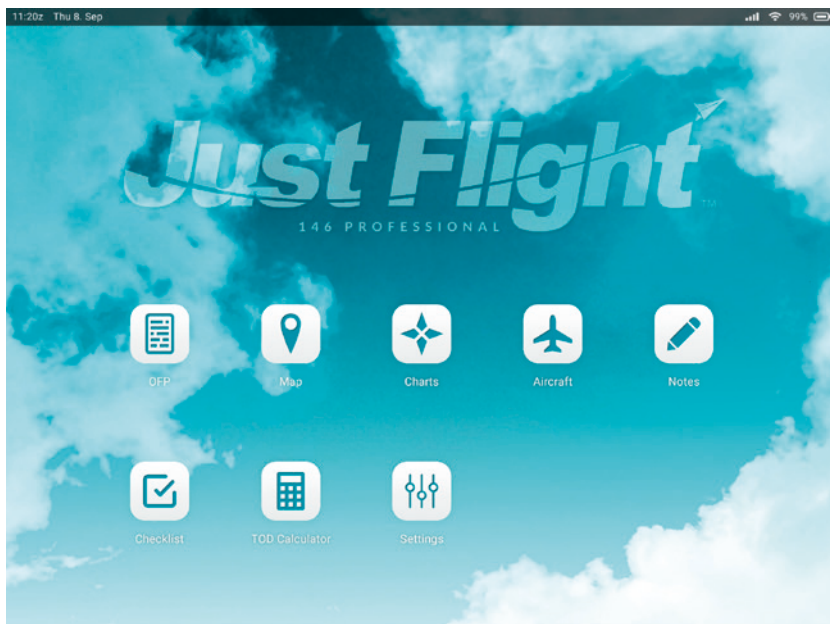 11:20z Thu 8. Sep 99%
Just Flight ™
146 PROFESSIONAL
OFP Map Charts Aircraft Notes
Checklist TOD Calculator Settings